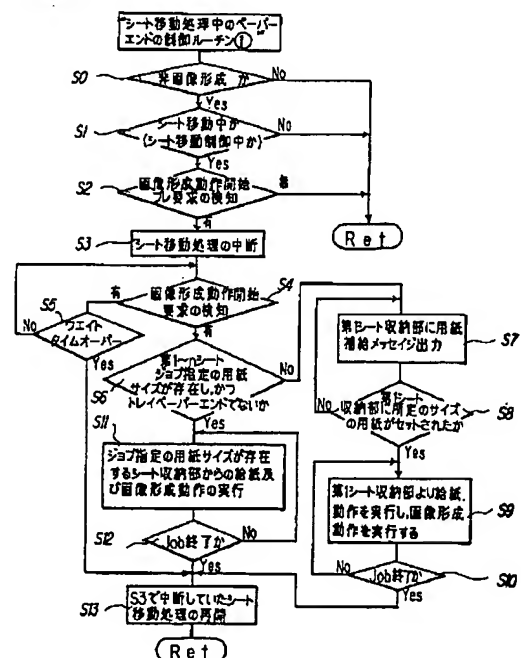 シート移動処理中のペーパー
エンドの制御ルーチン①
S0
非画像形成か
No
Yes
S1
シート移動中か
(シート移動制御中か)
No
Yes
S2
画像形成動作開始
プレ要求の検知
無
有
S3
シート移動処理の中断
S4
画像形成動作開始
要求の検知
有
有
S5
ウエイト
タイムオーバー
No
Yes
S6
第1〜nシート
ジョブ指定の用紙
サイズが存在し、かつ
トレイペーパーエンドでないか
No
Yes
S7
第1シート収納部に用紙
補給メッセイジ出力
S8
第1シート
収納部に所定のサイズ
の用紙がセットされたか
No
Yes
S9
第1シート収納部より給紙
動作を実行し、画像形成
動作を実行する
S10
Job終了か
No
Yes
S11
ジョブ指定の用紙サイズが存在
するシート収納部からの給紙及
び画像形成動作の実行
S12
Job終了か
No
Yes
S13
S3で中断していたシート
移動処理の再開
Ret
Ret